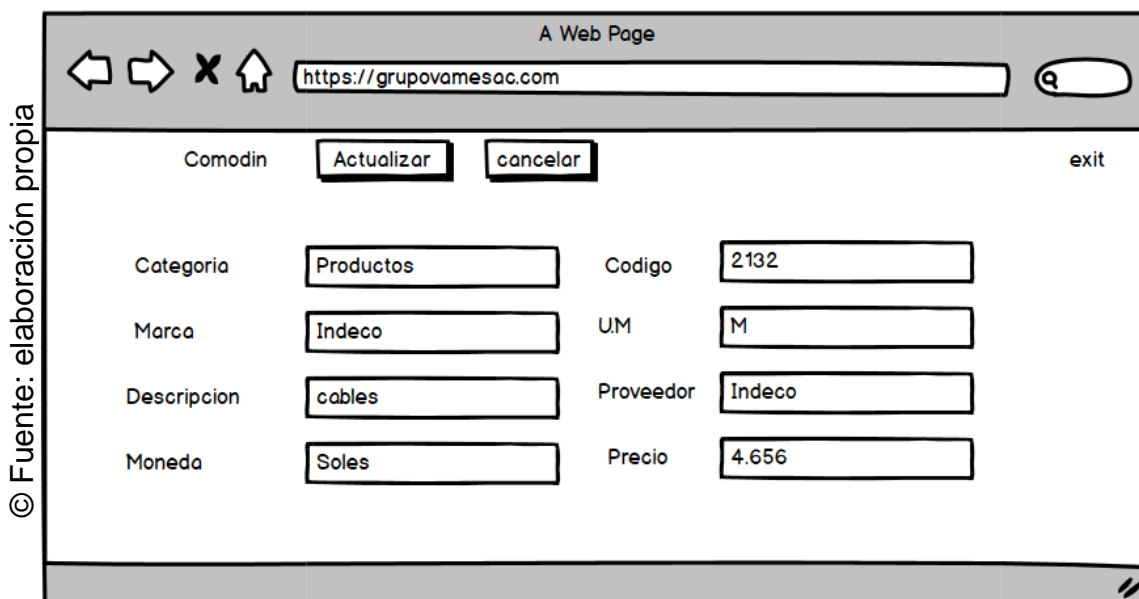 A Web Page
https://grupovamesac.com
Comodin Actualizar cancelar exit
Categoria Productos Codigo 2132
Marca Indeco U.M M
Descripcion cables Proveedor Indeco
Moneda Soles Precio 4.656
© Fuente: elaboración propia